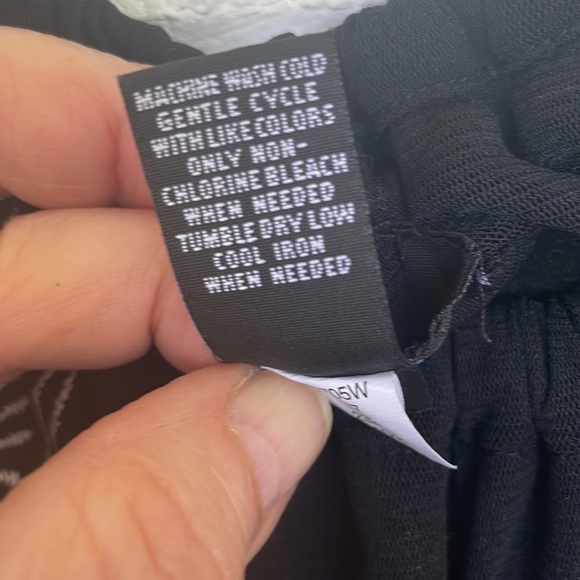 MACHINE WASH COLD
GENTLE CYCLE
WITH LIKE COLORS
ONLY NON-
CHLORINE BLEACH
WHEN NEEDED
TUMBLE DRY LOW
COOL IRON
WHEN NEEDED